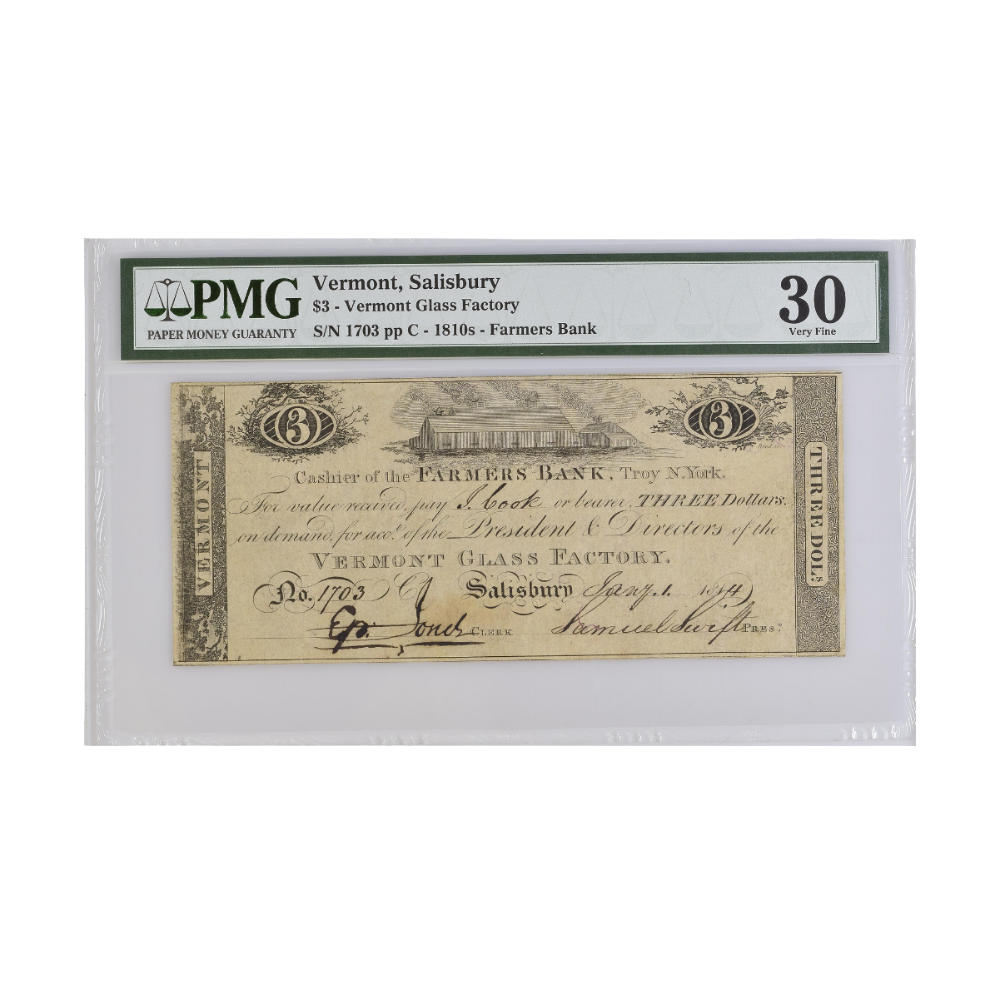 PMG
PAPER MONEY GUARANTY
Vermont, Salisbury
$3 - Vermont Glass Factory
S/N 1703 pp C - 1810s - Farmers Bank
30
Very Fine
3
3
VERMONT
THREE DOLs
Cashier of the FARMERS BANK, Troy N.York.
For value received, pay J. Cook or bearer, THREE Dollars.
on demand, for acct. of the President & Directors of the
VERMONT GLASS FACTORY.
No. 1703 C Salisbury Jany. 1. 1814
Ep. Jones CLERK Samuel Swift PREST.